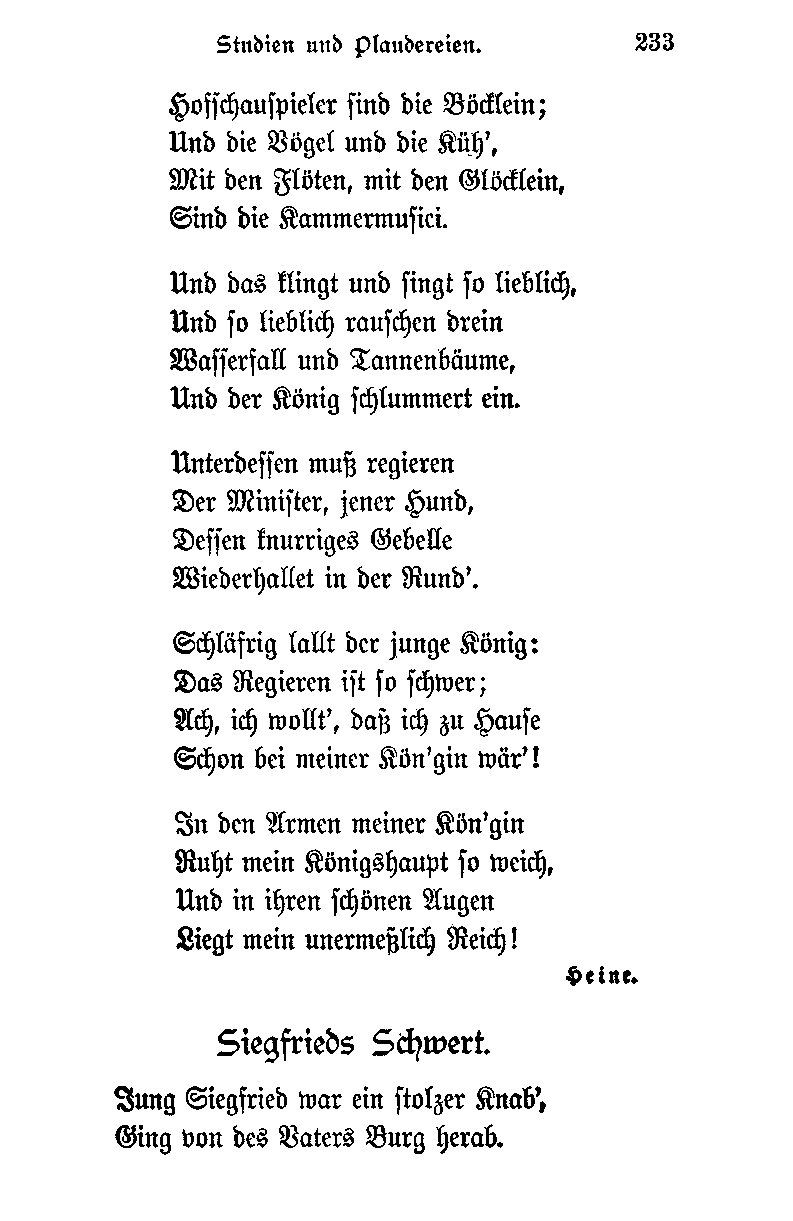 Studien und Plaudereien. 233
Hofschauspieler sind die Böcklein;
Und die Vögel und die Küh',
Mit den Flöten, mit den Glöcklein,
Sind die Kammermusici.
Und das klingt und singt so lieblich,
Und so lieblich rauschen drein
Wasserfall und Tannenbäume,
Und der König schlummert ein.
Unterdessen muß regieren
Der Minister, jener Hund,
Dessen knurriges Gebelle
Wiederhallet in der Rund'.
Schläfrig lallt der junge König:
Das Regieren ist so schwer;
Ach, ich wollt', daß ich zu Hause
Schon bei meiner Kön'gin wär'!
In den Armen meiner Kön'gin
Ruht mein Königshaupt so weich,
Und in ihren schönen Augen
Liegt mein unermeßlich Reich!
Heine.
Siegfrieds Schwert.
Jung Siegfried war ein stolzer Knab',
Ging von des Vaters Burg herab.